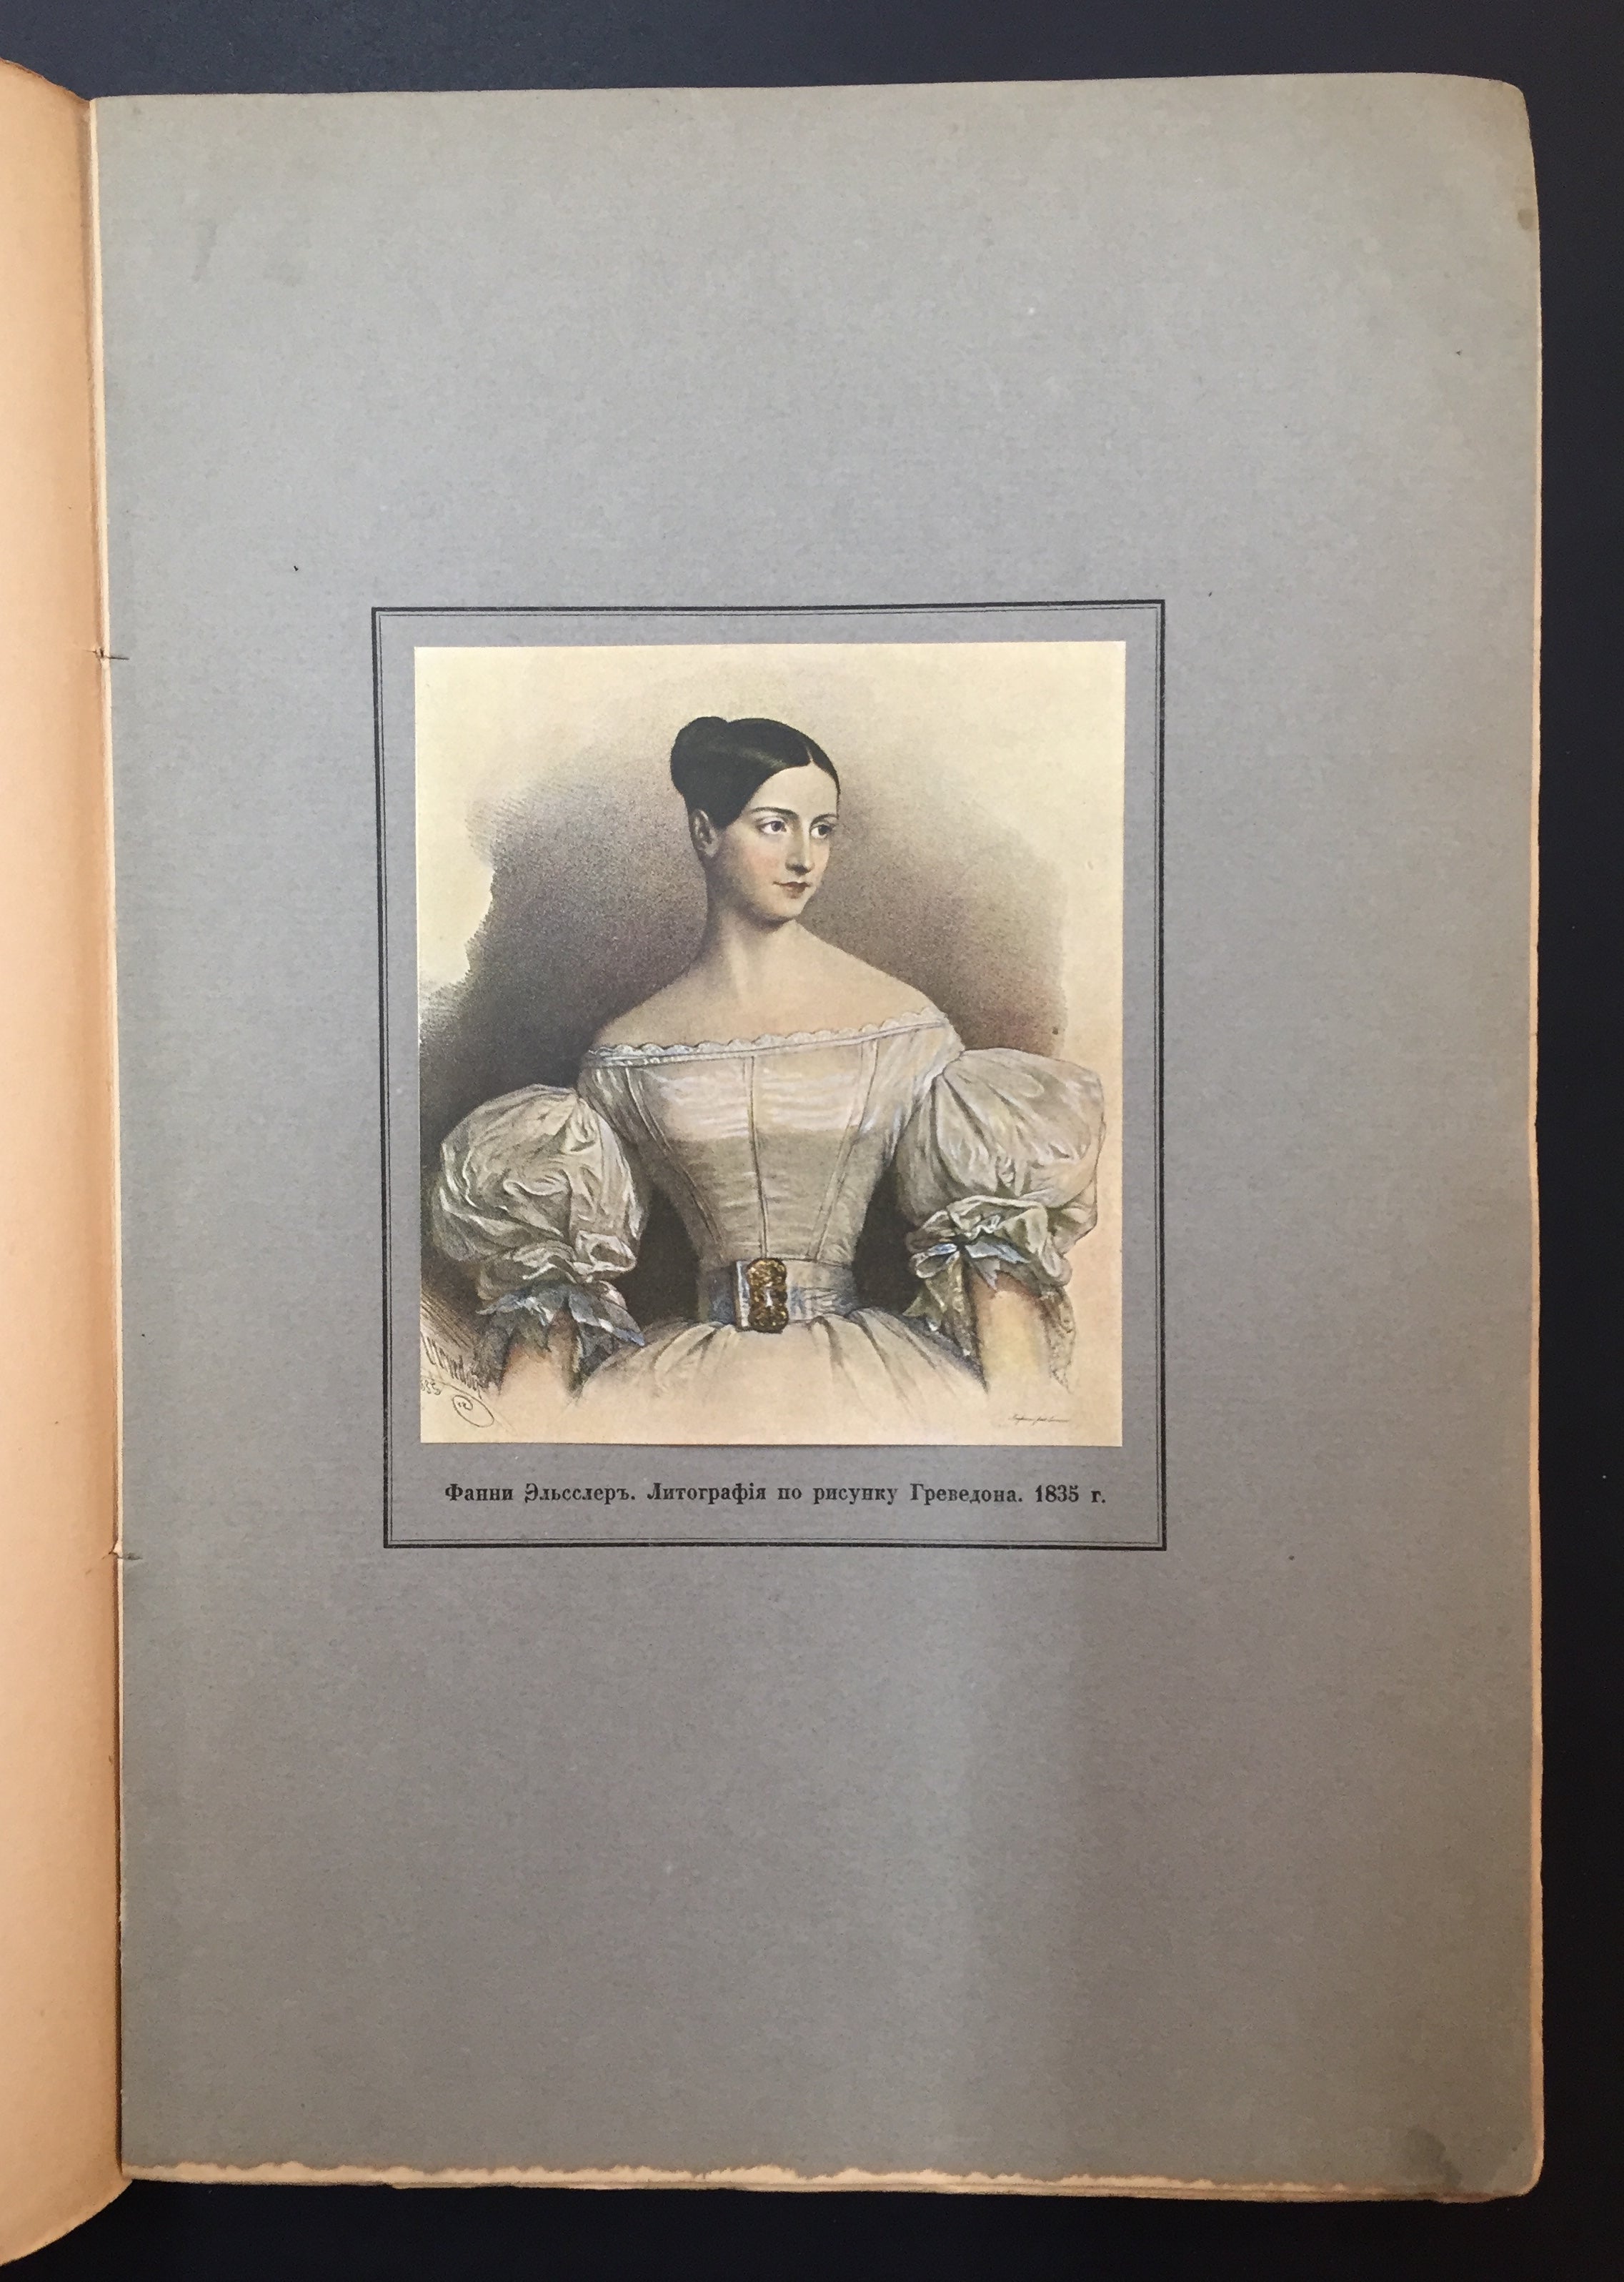 Фанни Эльсслеръ. Литографія по рисунку Греведона. 1835 г.